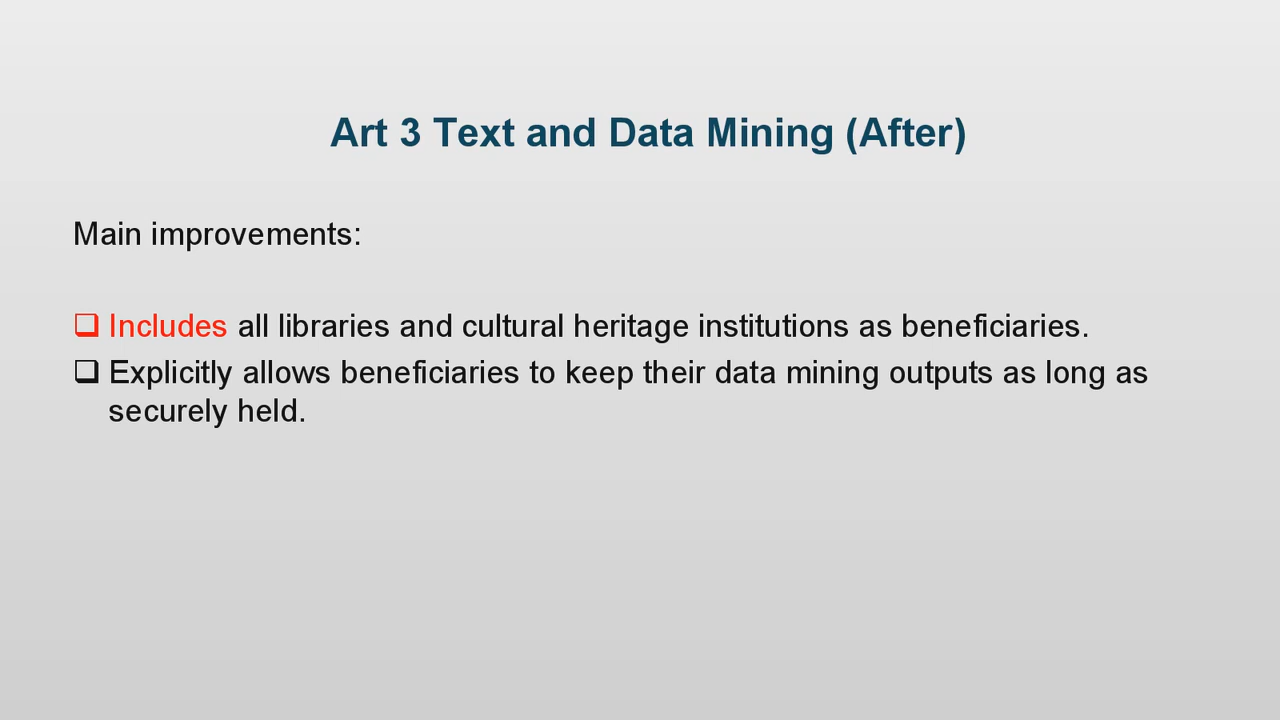 Art 3 Text and Data Mining (After)
Main improvements:
❑ Includes all libraries and cultural heritage institutions as beneficiaries.
❑ Explicitly allows beneficiaries to keep their data mining outputs as long as
securely held.